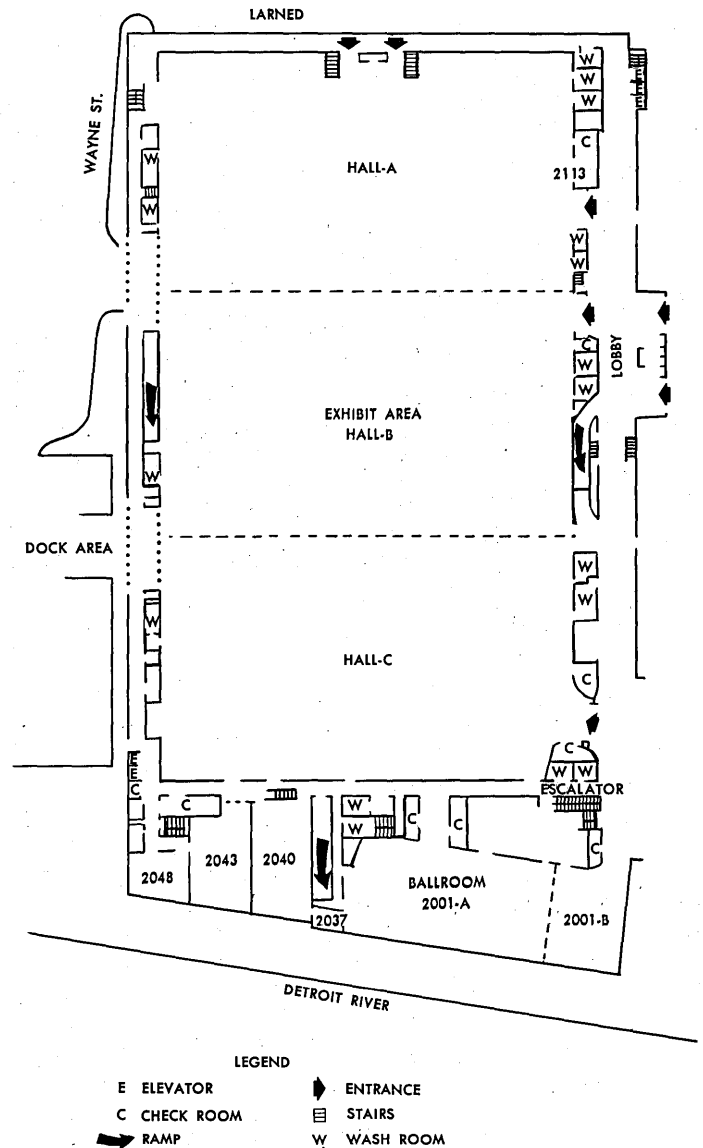 LARNED
WAYNE ST.
W
W
W
C
HALL-A
2113
W
W
W
W
LOBBY
C
W
W
EXHIBIT AREA
HALL-B
W
DOCK AREA
W
W
W
HALL-C
C
E
E
C
C
W W
ESCALATOR
C
W
W
C
C
C
2048
2043
2040
2037
BALLROOM
2001-A
2001-B
DETROIT RIVER
LEGEND
E ELEVATOR
ENTRANCE
C CHECK ROOM
STAIRS
RAMP
W WASH ROOM